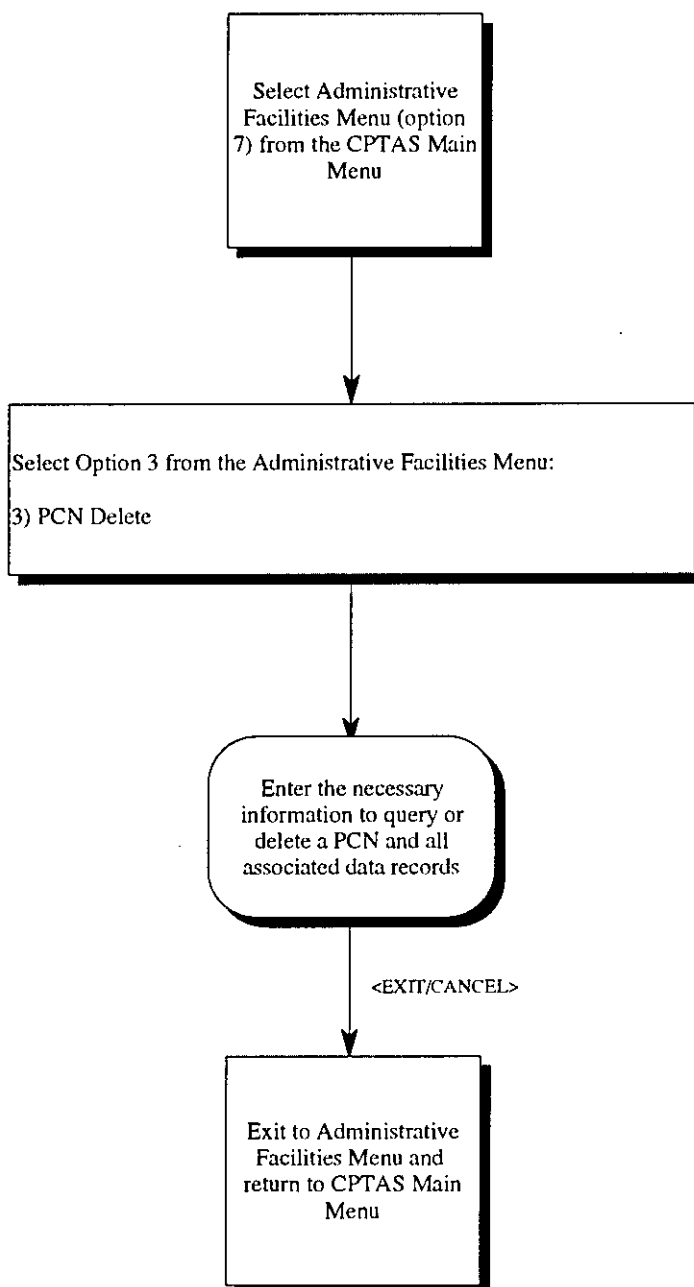 Select Administrative
Facilities Menu (option
7) from the CPTAS Main
Menu
Select Option 3 from the Administrative Facilities Menu:
3) PCN Delete
Enter the necessary
information to query or
delete a PCN and all
associated data records
<EXIT/CANCEL>
Exit to Administrative
Facilities Menu and
return to CPTAS Main
Menu